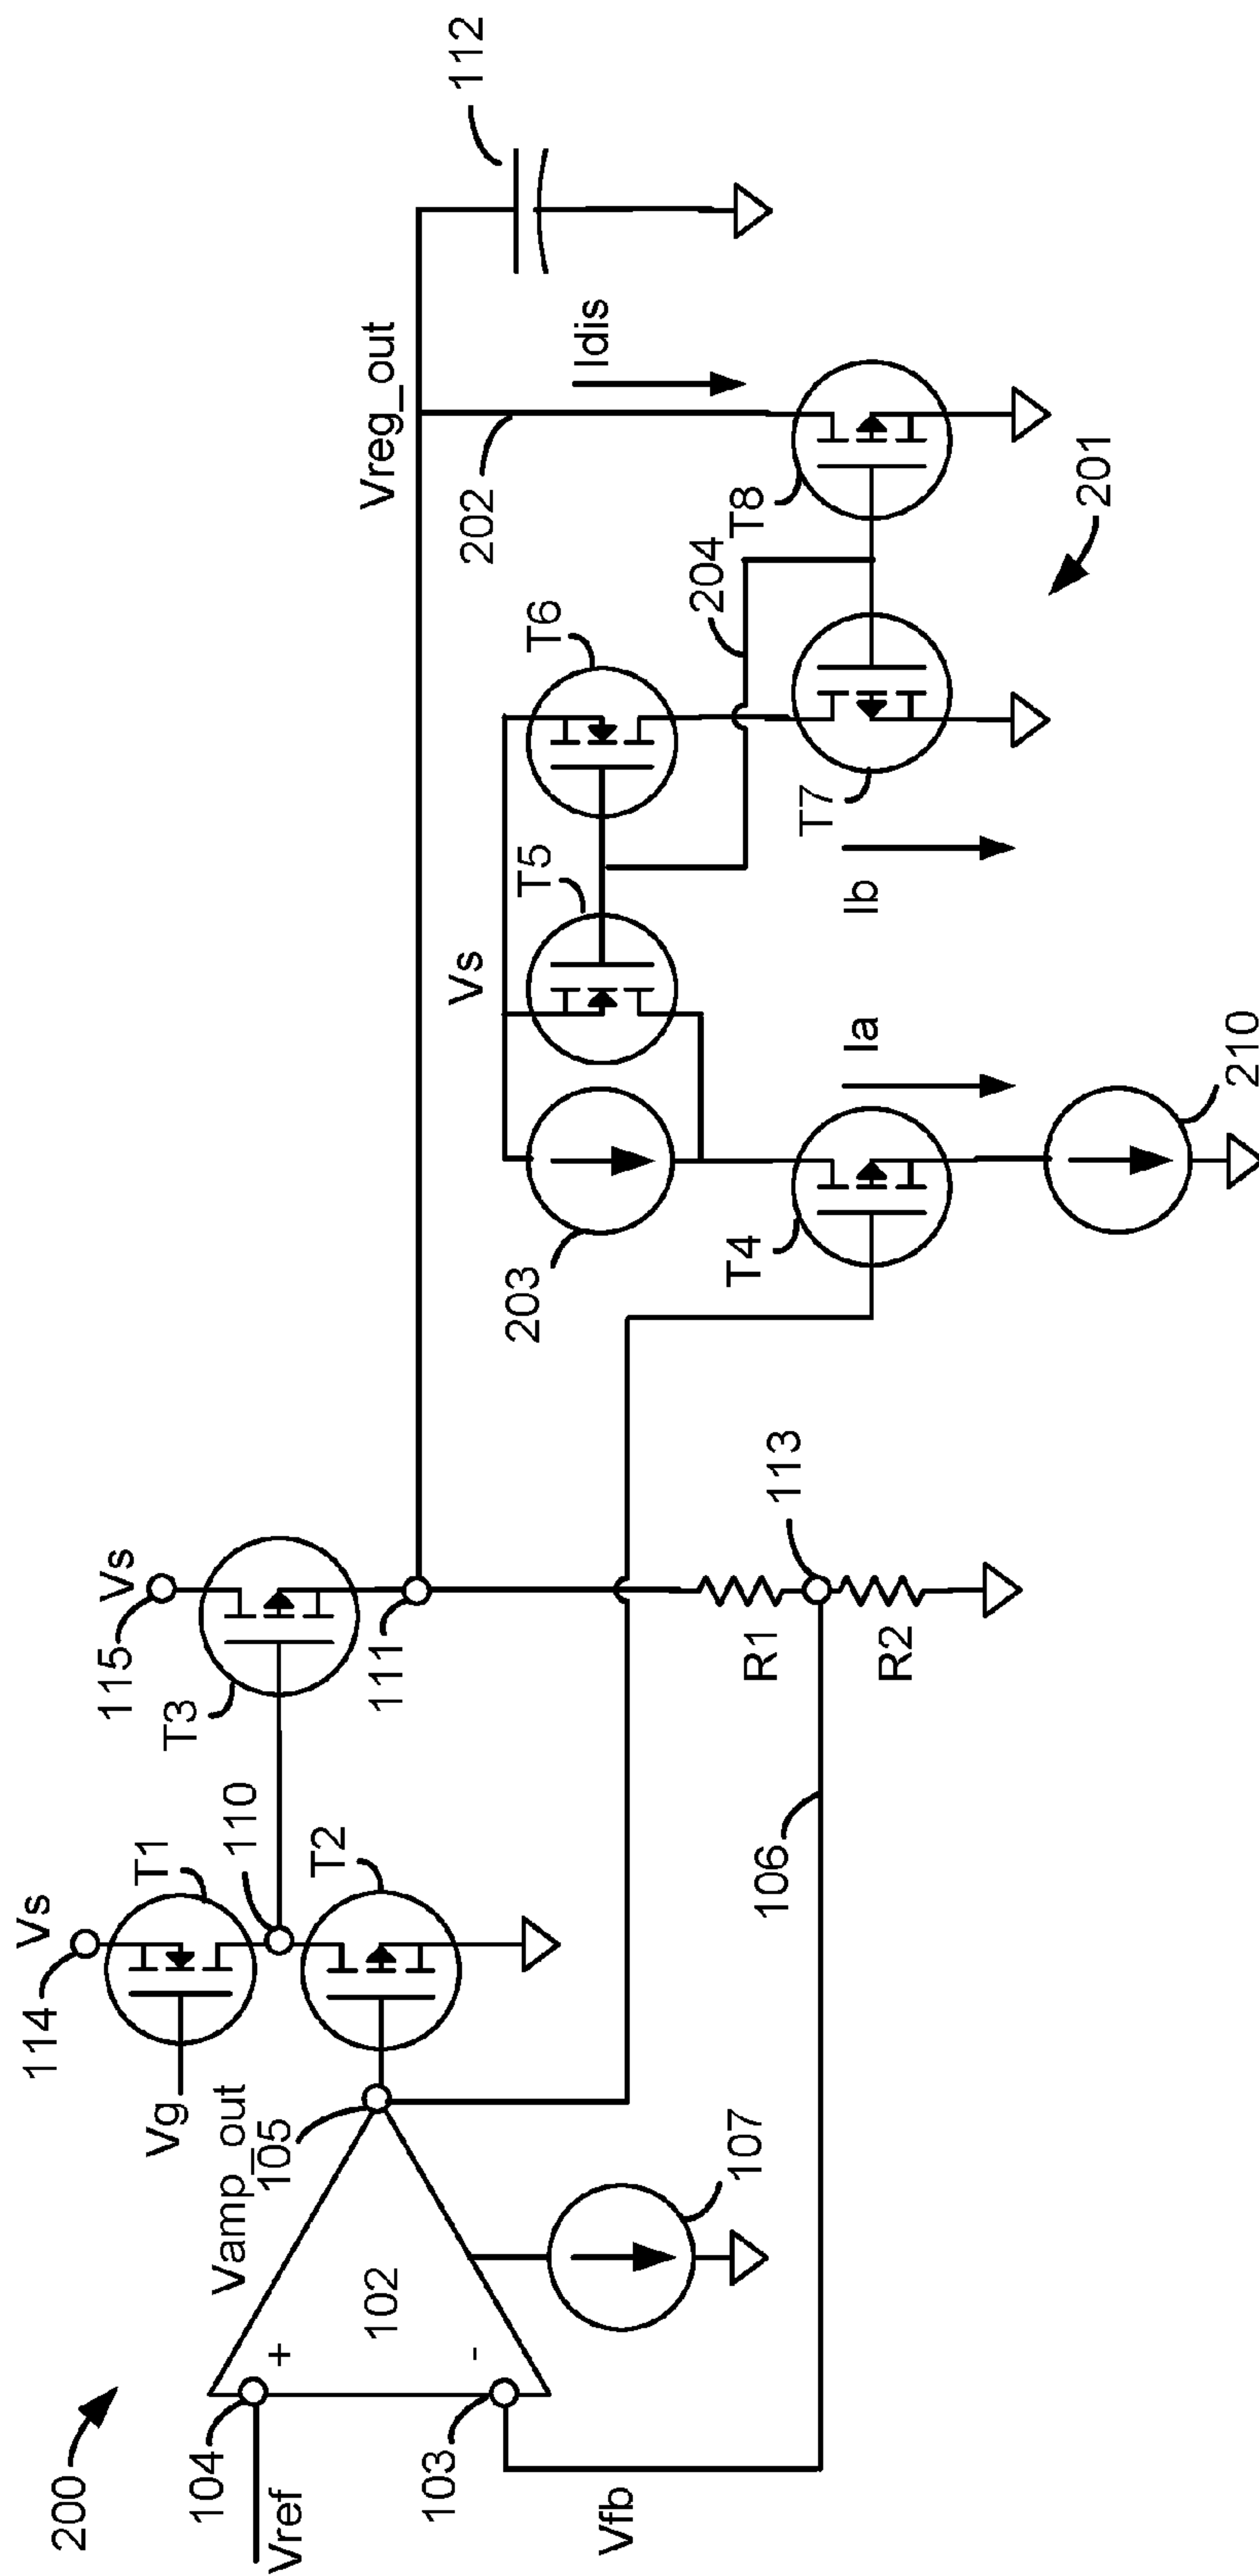 200
104
Vref
103
Vfb
102
+
-
Vamp_out
105
107
106
Vg
114
Vs
T1
110
T2
115
Vs
T3
111
R1
R2
113
Vreg_out
203
Vs
T5
T6
T4
Ia
210
Ib
T7
204
T8
202
Idis
201
112